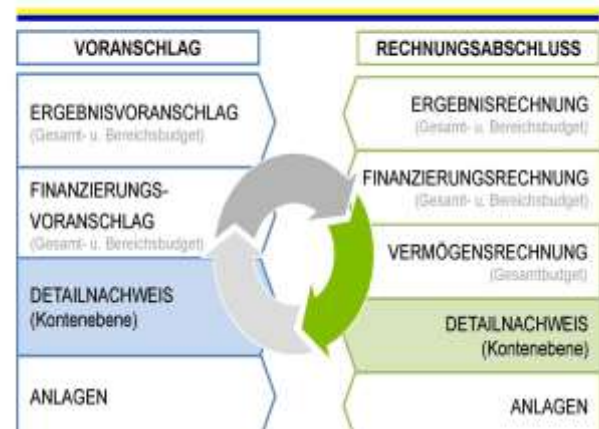 VORANSCHLAG
ERGEBNISVORANSCHLAG
(Gesamt- u. Bereichsbudget)
FINANZIERUNGS-
VORANSCHLAG
(Gesamt- u. Bereichsbudget)
DETAILNACHWEIS
(Kontenebene)
ANLAGEN
RECHNUNGSABSCHLUSS
ERGEBNISRECHNUNG
(Gesamt- u. Bereichsbudget)
FINANZIERUNGSRECHNUNG
(Gesamt- u. Bereichsbudget)
VERMÖGENSRECHNUNG
(Gesamtbudget)
DETAILNACHWEIS
(Kontenebene)
ANLAGEN